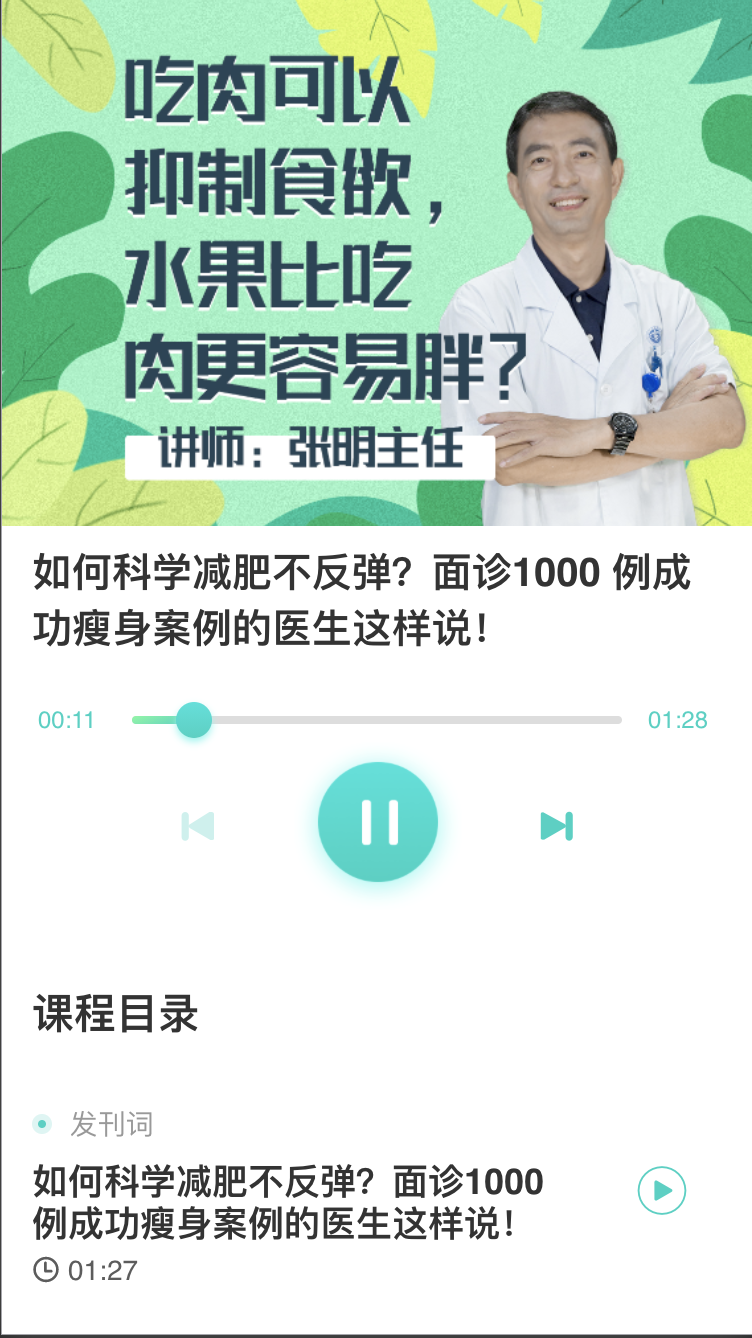 吃肉可以
抑制食欲，
水果比吃
肉更容易胖？
讲师：张明主任
如何科学减肥不反弹？面诊1000 例成
功瘦身案例的医生这样说！
00:11
01:28
课程目录
发刊词
如何科学减肥不反弹？面诊1000
例成功瘦身案例的医生这样说！
01:27